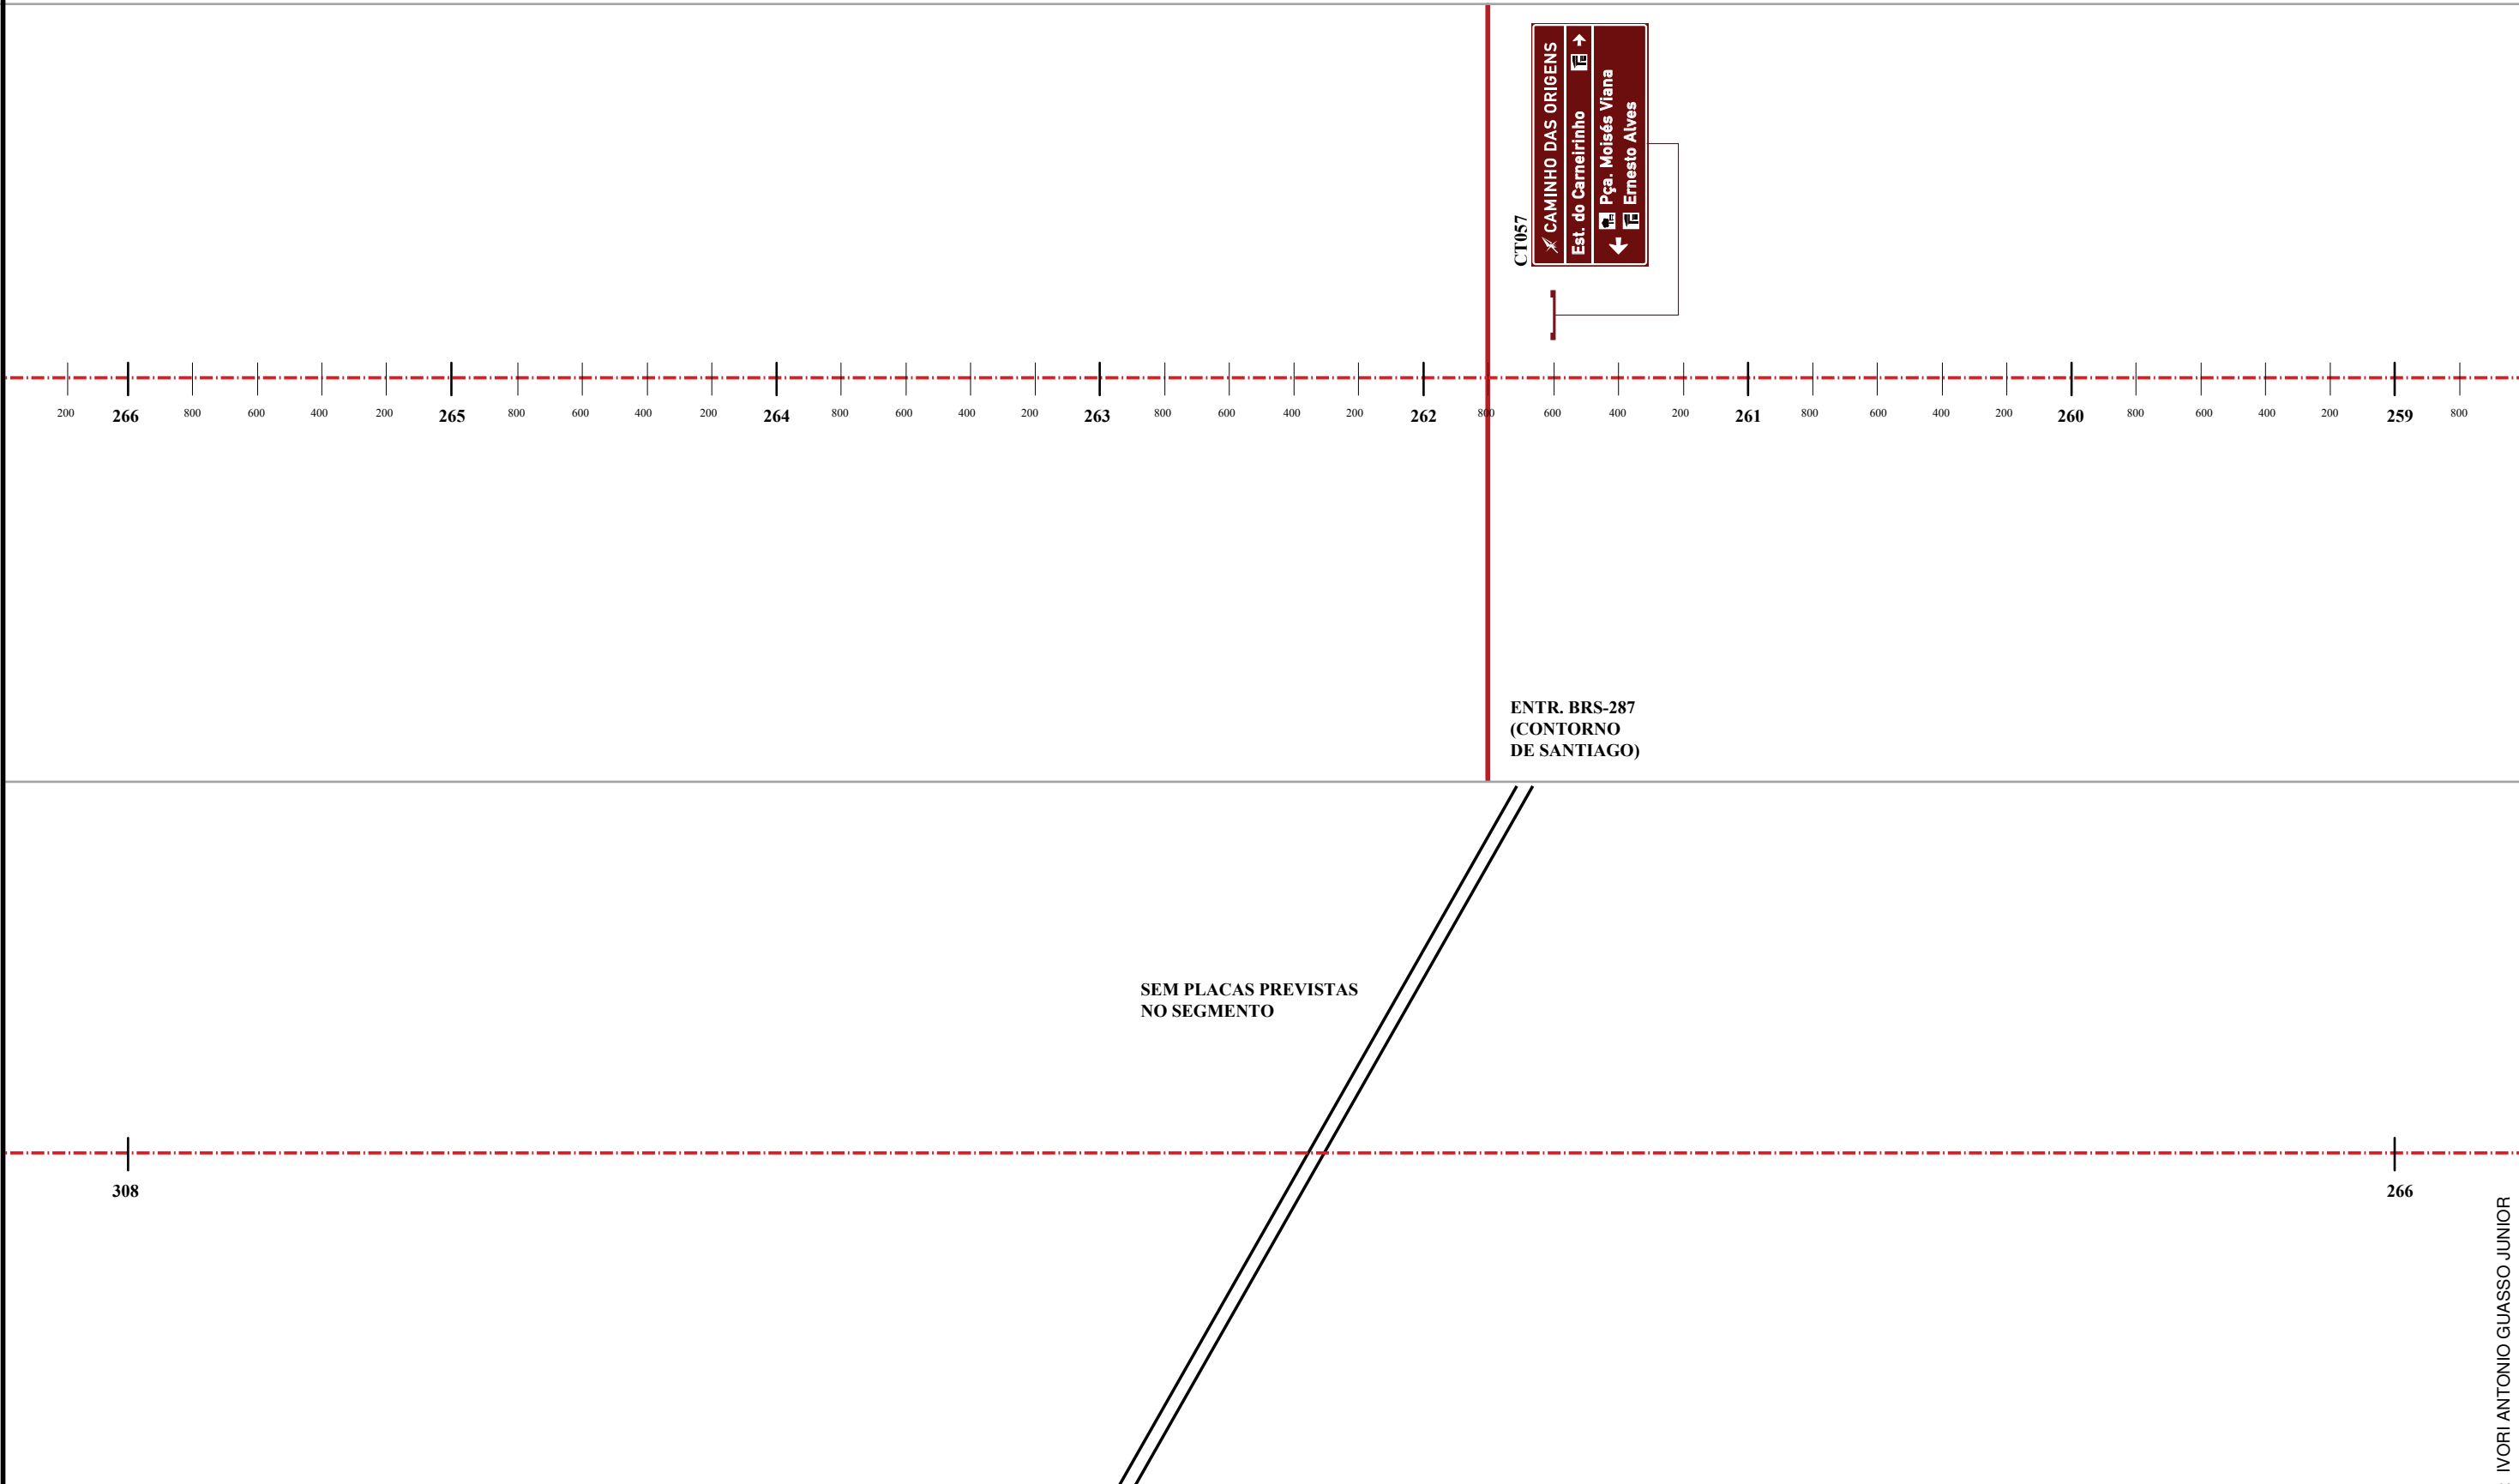 CT057
CAMINHO DAS ORIGENS
Est. do Carneirinho
Pça. Moisés Viana
Ernesto Alves
200 266 800 600 400 200 265 800 600 400 200 264 800 600 400 200 263 800 600 400 200 262 800 600 400 200 261 800 600 400 200 260 800 600 400 200 259 800
ENTR. BRS-287
(CONTORNO
DE SANTIAGO)
SEM PLACAS PREVISTAS
NO SEGMENTO
308 266
IVORI ANTONIO GUASSO JUNIOR